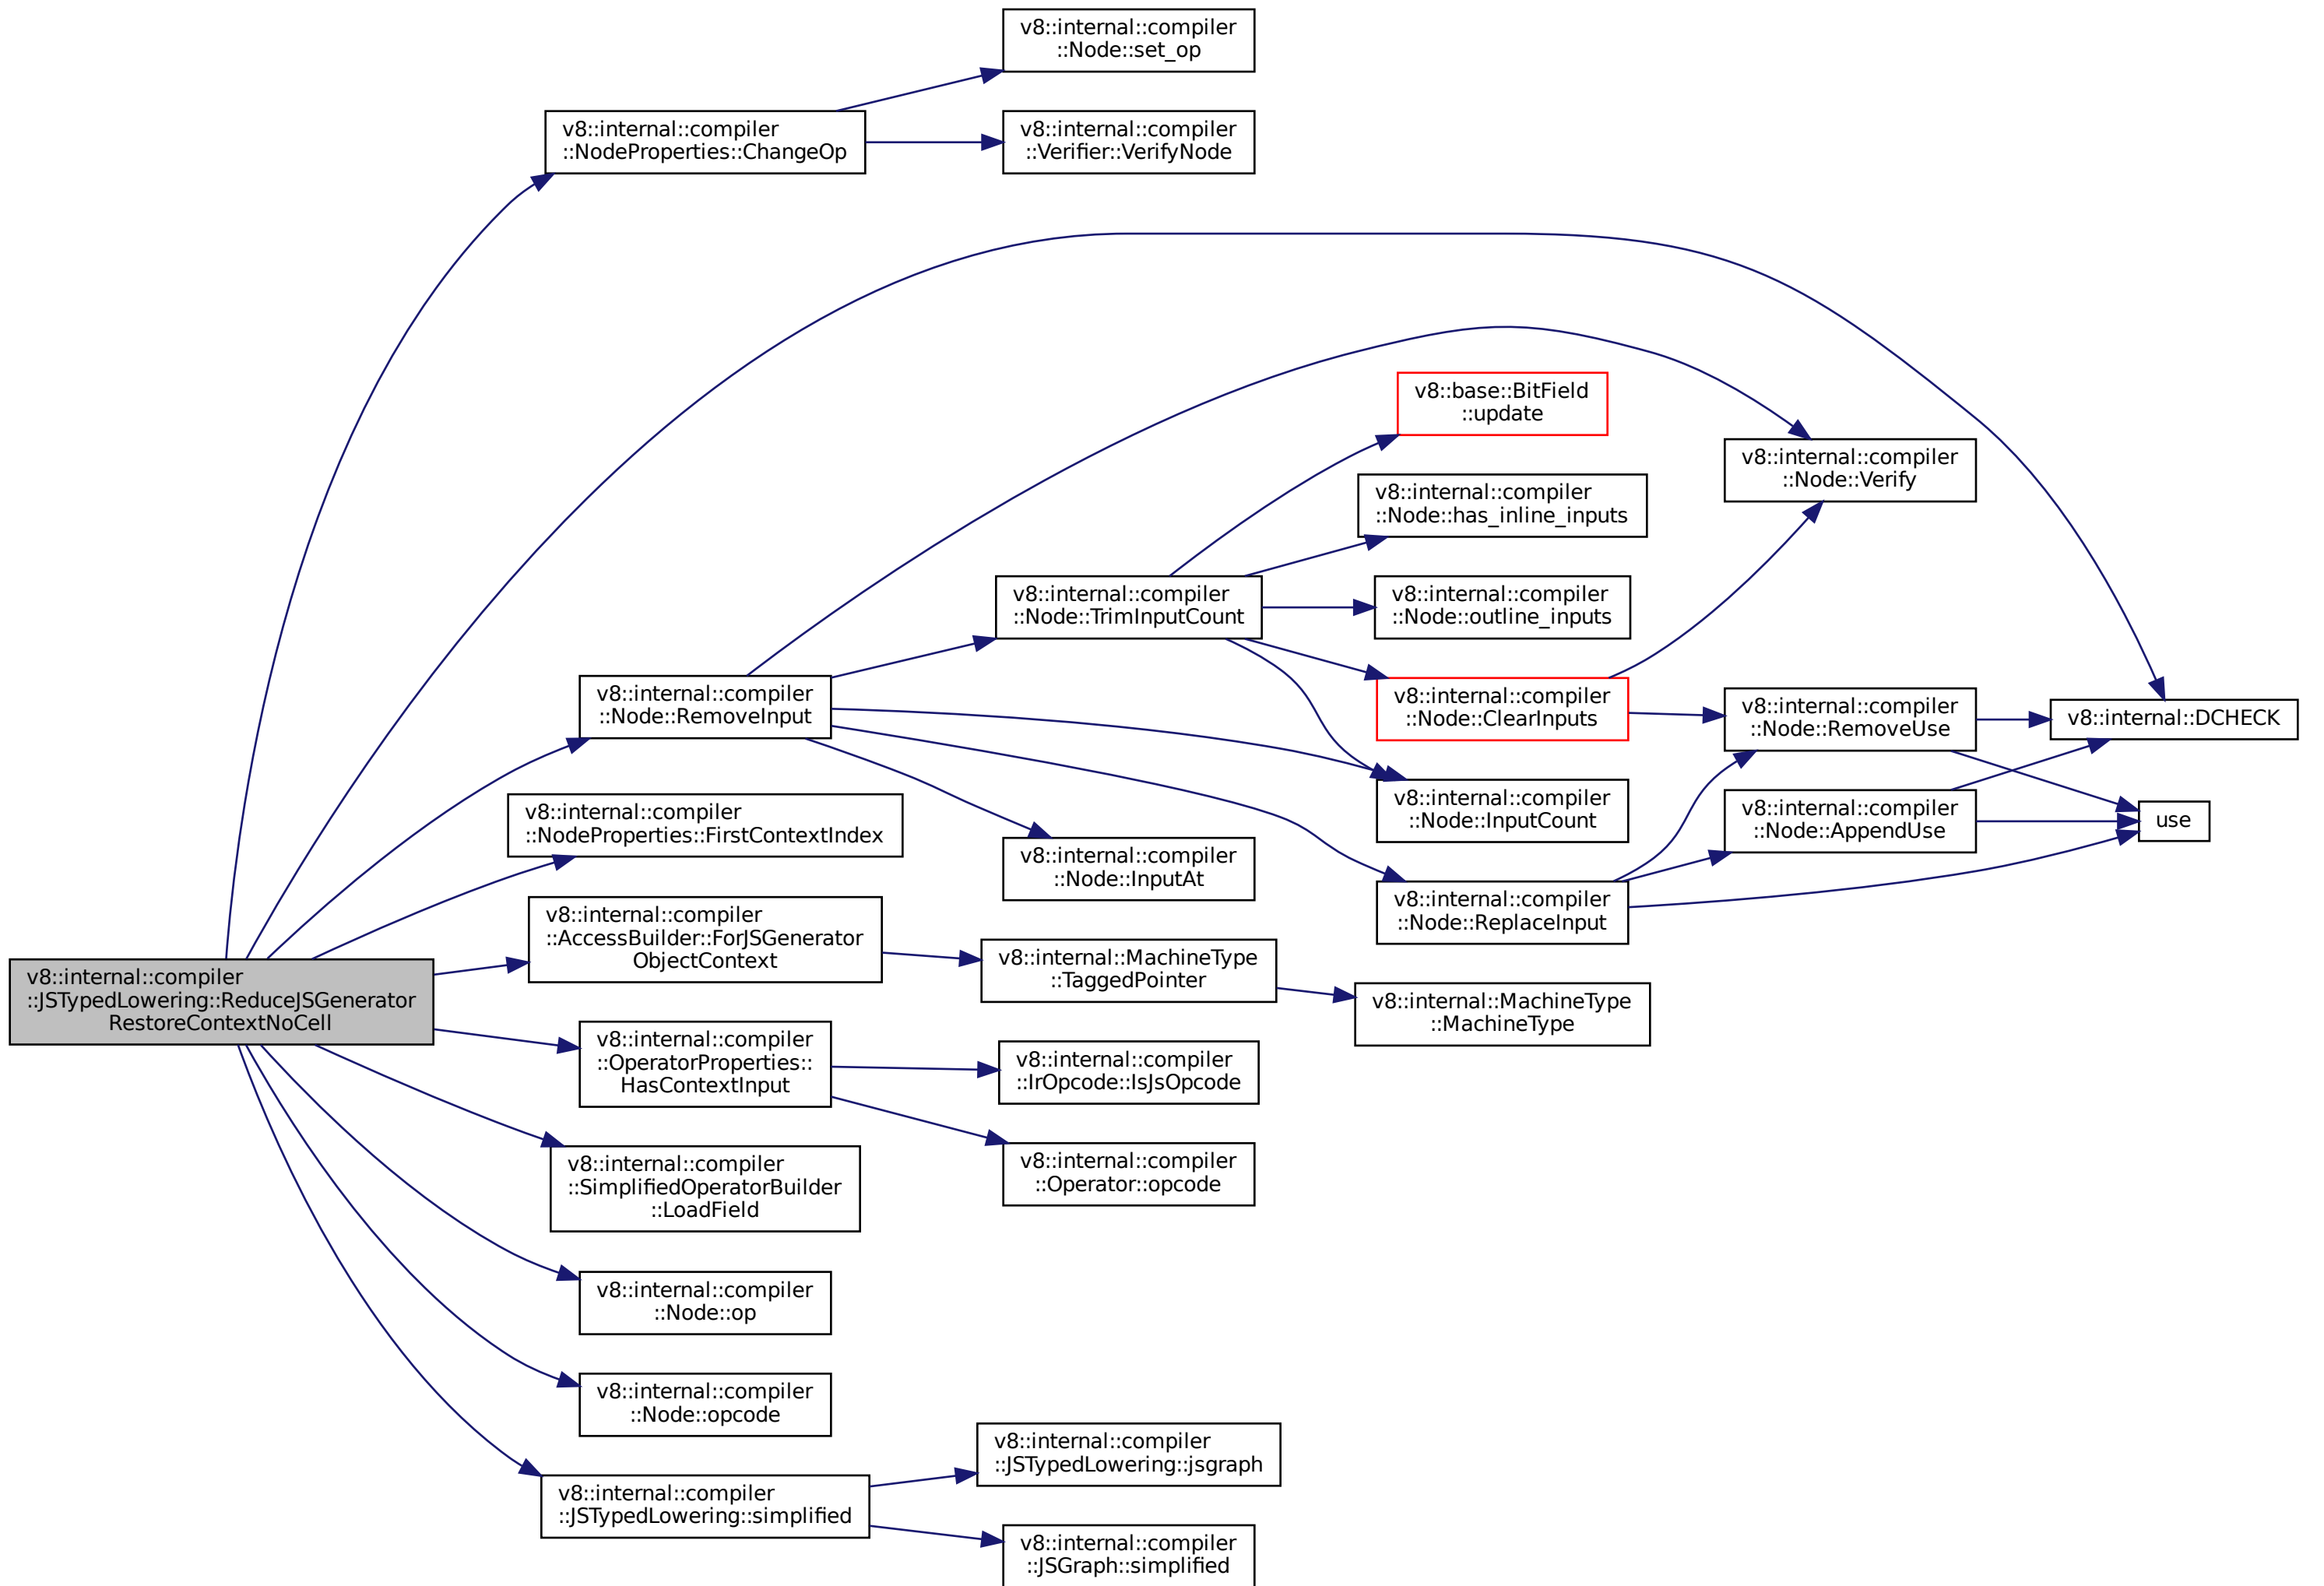 v8::internal::compiler
::Node::set_op
v8::internal::compiler
::NodeProperties::ChangeOp
v8::internal::compiler
::Verifier::VerifyNode
v8::base::BitField
::update
v8::internal::compiler
::Node::Verify
v8::internal::compiler
::Node::has_inline_inputs
v8::internal::compiler
::Node::TrimInputCount
v8::internal::compiler
::Node::outline_inputs
v8::internal::compiler
::Node::RemoveInput
v8::internal::compiler
::Node::ClearInputs
v8::internal::compiler
::Node::RemoveUse
v8::internal::DCHECK
v8::internal::compiler
::NodeProperties::FirstContextIndex
v8::internal::compiler
::Node::InputCount
v8::internal::compiler
::Node::AppendUse
use
v8::internal::compiler
::Node::InputAt
v8::internal::compiler
::Node::ReplaceInput
v8::internal::compiler
::AccessBuilder::ForJSGenerator
ObjectContext
v8::internal::MachineType
::TaggedPointer
v8::internal::MachineType
::MachineType
v8::internal::compiler
::JSTypedLowering::ReduceJSGenerator
RestoreContextNoCell
v8::internal::compiler
::OperatorProperties::
HasContextInput
v8::internal::compiler
::IrOpcode::IsJsOpcode
v8::internal::compiler
::Operator::opcode
v8::internal::compiler
::SimplifiedOperatorBuilder
::LoadField
v8::internal::compiler
::Node::op
v8::internal::compiler
::Node::opcode
v8::internal::compiler
::JSTypedLowering::jsgraph
v8::internal::compiler
::JSTypedLowering::simplified
v8::internal::compiler
::JSGraph::simplified